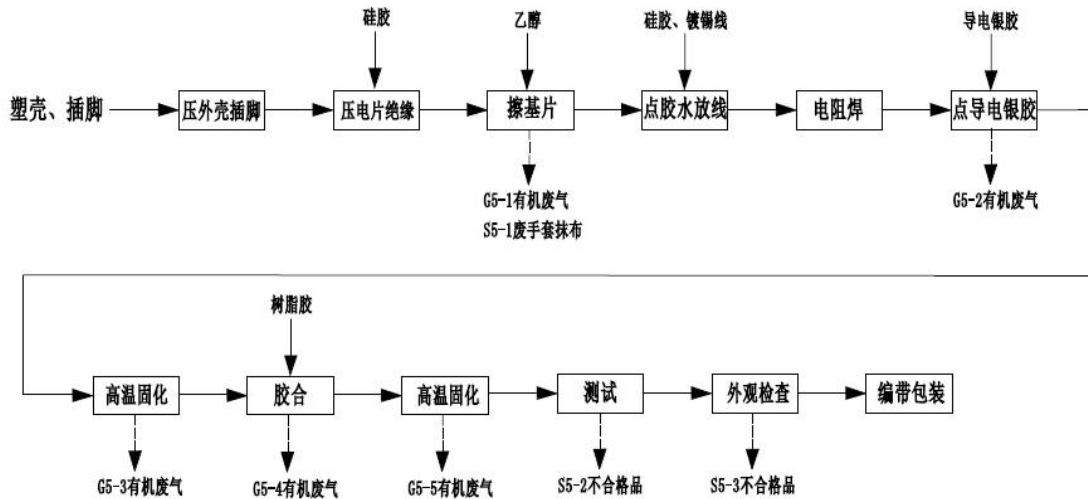 硅胶
乙醇
硅胶、镀锡线
导电银胶
塑壳、插脚
压外壳插脚
压电片绝缘
擦基片
点胶水放线
电阻焊
点导电银胶
G5-1有机废气
S5-1废手套抹布
G5-2有机废气
树脂胶
高温固化
胶合
高温固化
测试
外观检查
编带包装
G5-3有机废气
G5-4有机废气
G5-5有机废气
S5-2不合格品
S5-3不合格品